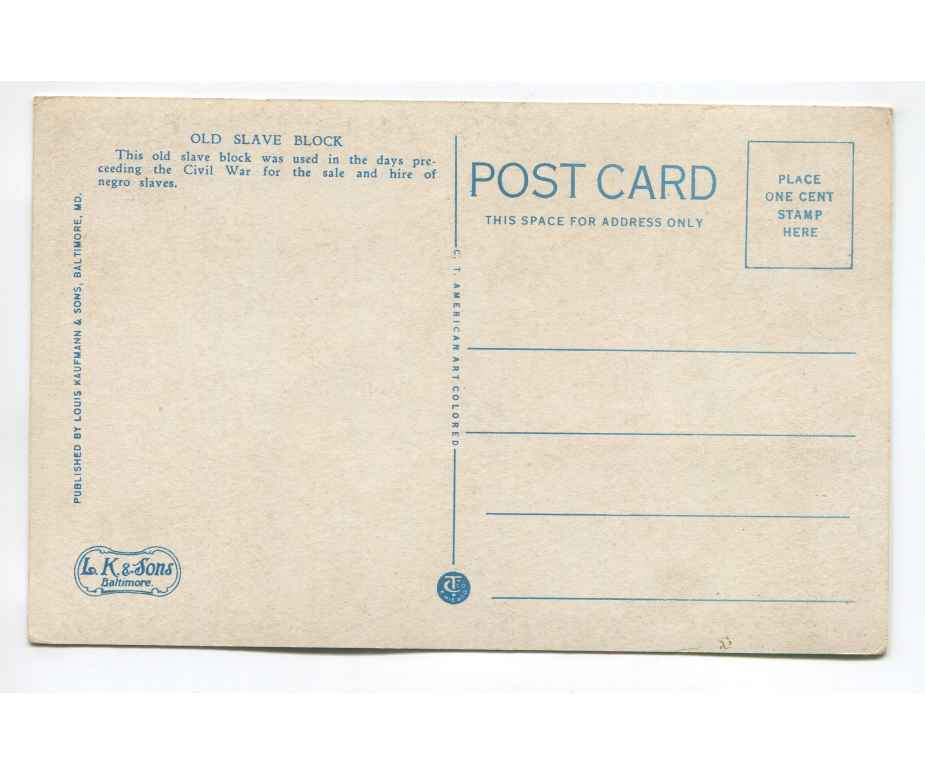 OLD SLAVE BLOCK
This old slave block was used in the days pre-
ceeding the Civil War for the sale and hire of
negro slaves.
PUBLISHED BY LOUIS KAUFMANN & SONS, BALTIMORE, MD.
L. K. & Sons
Baltimore.
C. T. AMERICAN ART COLORED
POST CARD
THIS SPACE FOR ADDRESS ONLY
PLACE
ONE CENT
STAMP
HERE